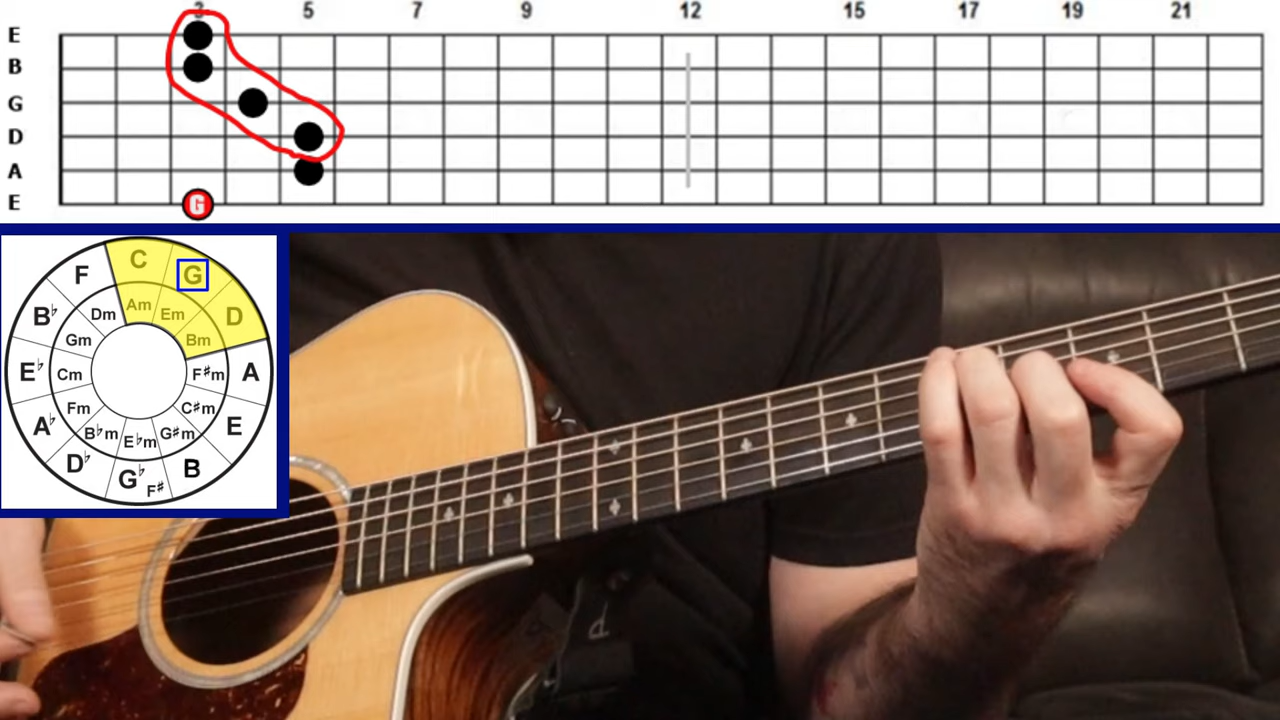 3 5 7 9 12 15 17 19 21
E
B
G
D
A
E G
C
F G
B♭ D
Dm Am Em
Gm Bm
E♭ Cm F#m A
Fm C#m
A♭ B♭m E♭m G#m E
D♭ B
G♭ F#